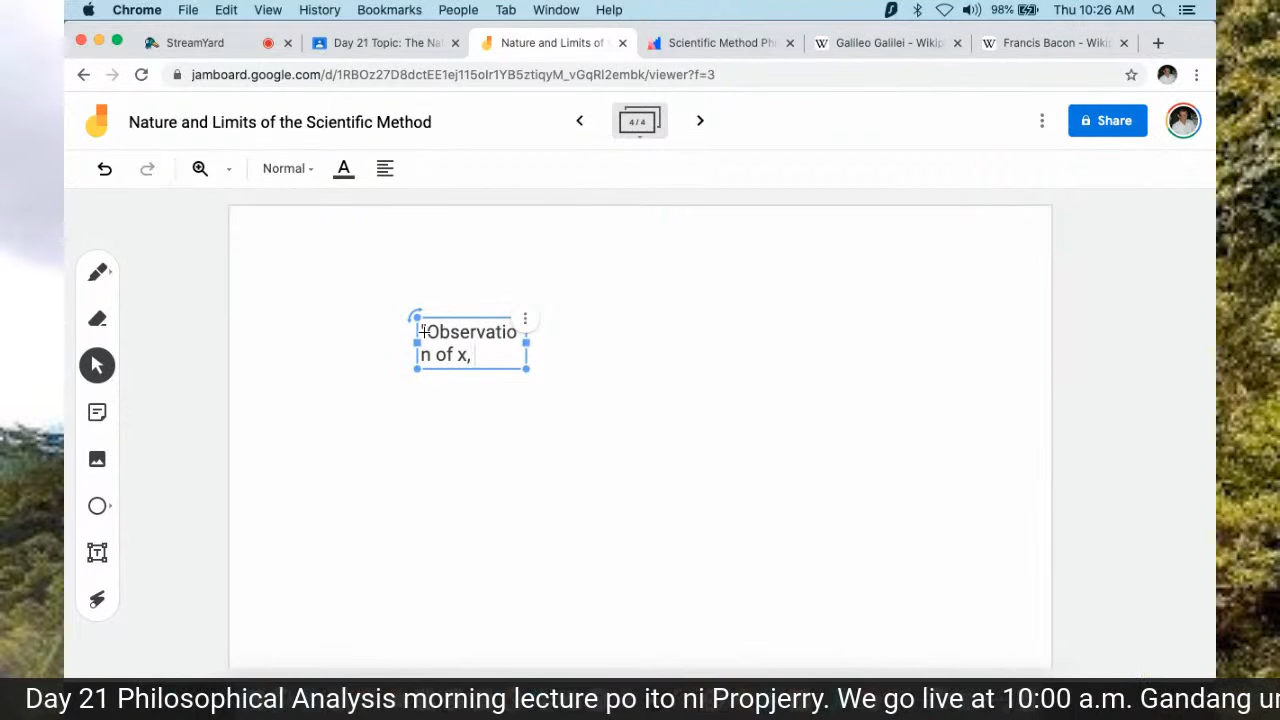 Chrome File Edit View History Bookmarks People Tab Window Help 98% Thu 10:26 AM
StreamYard Day 21 Topic: The Na Nature and Limits of Scientific Method Ph Galileo Galilei - Wikip Francis Bacon - Wiki
jamboard.google.com/d/1RBOz27D8dctEE1ej115oIr1YB5ztiqyM_vGqRl2embk/viewer?f=3
Nature and Limits of the Scientific Method 4/4 Share
Normal A
Observatio
n of x,
T
Day 21 Philosophical Analysis morning lecture po ito ni Propjerry. We go live at 10:00 a.m. Gandang u